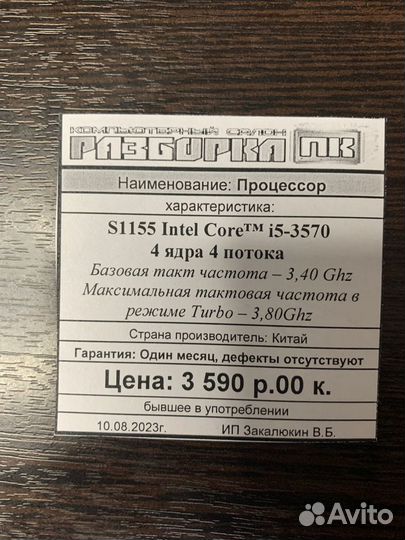 КОМПЬЮТЕРНЫЙ САЛОН
РАЗБОРКА ПК
Наименование: Процессор
характеристика:
S1155 Intel Core™ i5-3570
4 ядра 4 потока
Базовая такт частота – 3,40 Ghz
Максимальная тактовая частота в
режиме Turbo – 3,80Ghz
Страна производитель: Китай
Гарантия: Один месяц, дефекты отсутствуют
Цена: 3 590 р.00 к.
бывшее в употреблении
10.08.2023г. ИП Закалюкин В.Б.
Avito